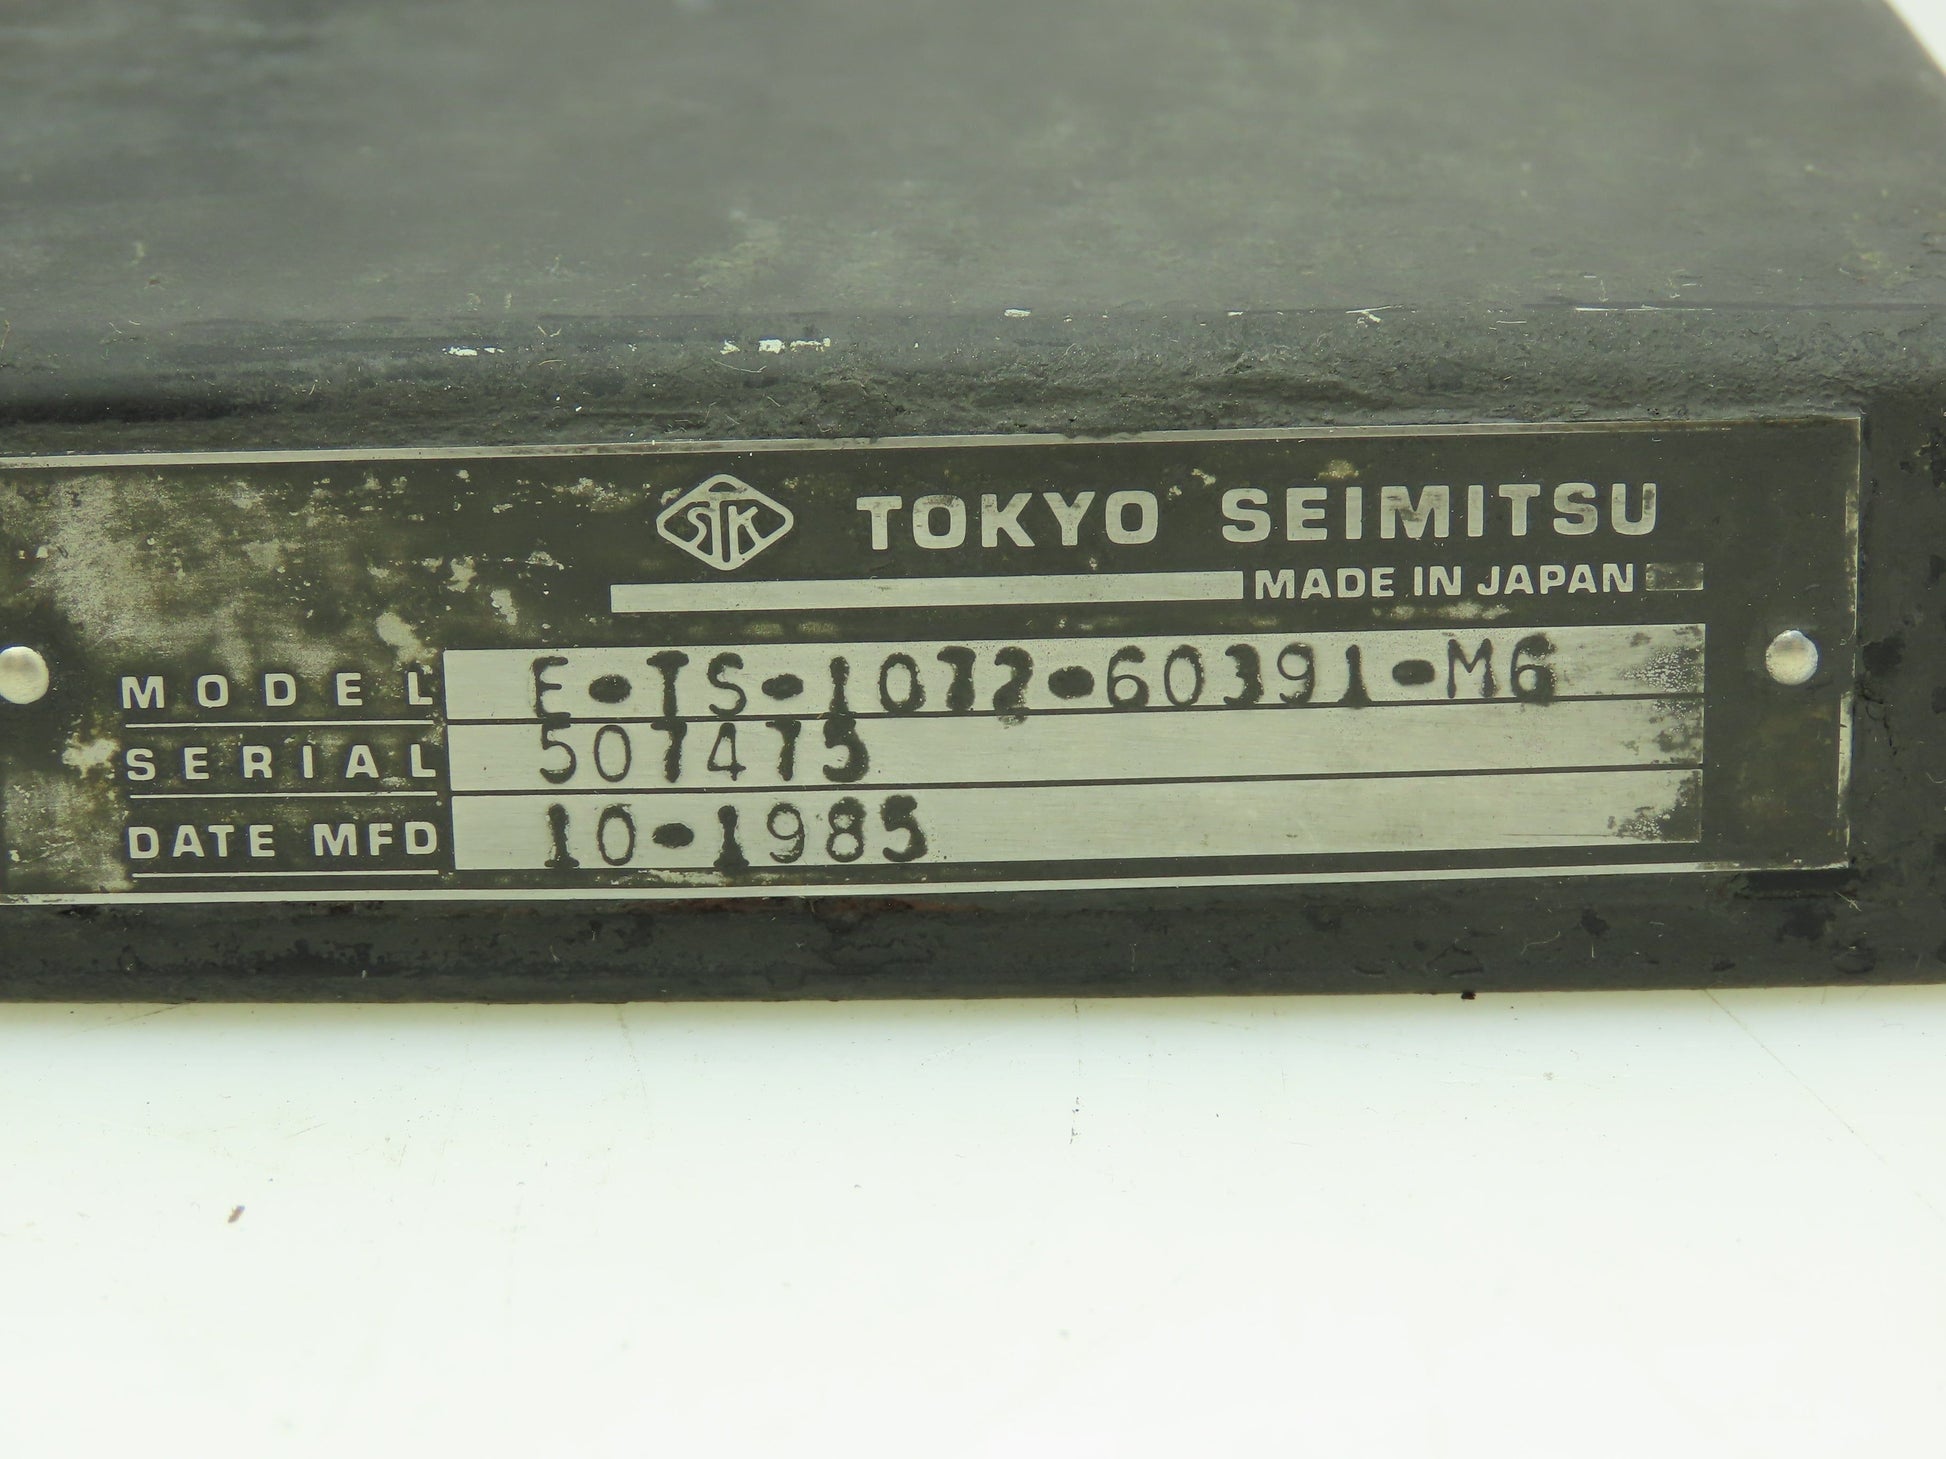 STK TOKYO SEIMITSU
MADE IN JAPAN
MODEL E-TS-1072-60391-M6
SERIAL 507475
DATE MFD 10-1985